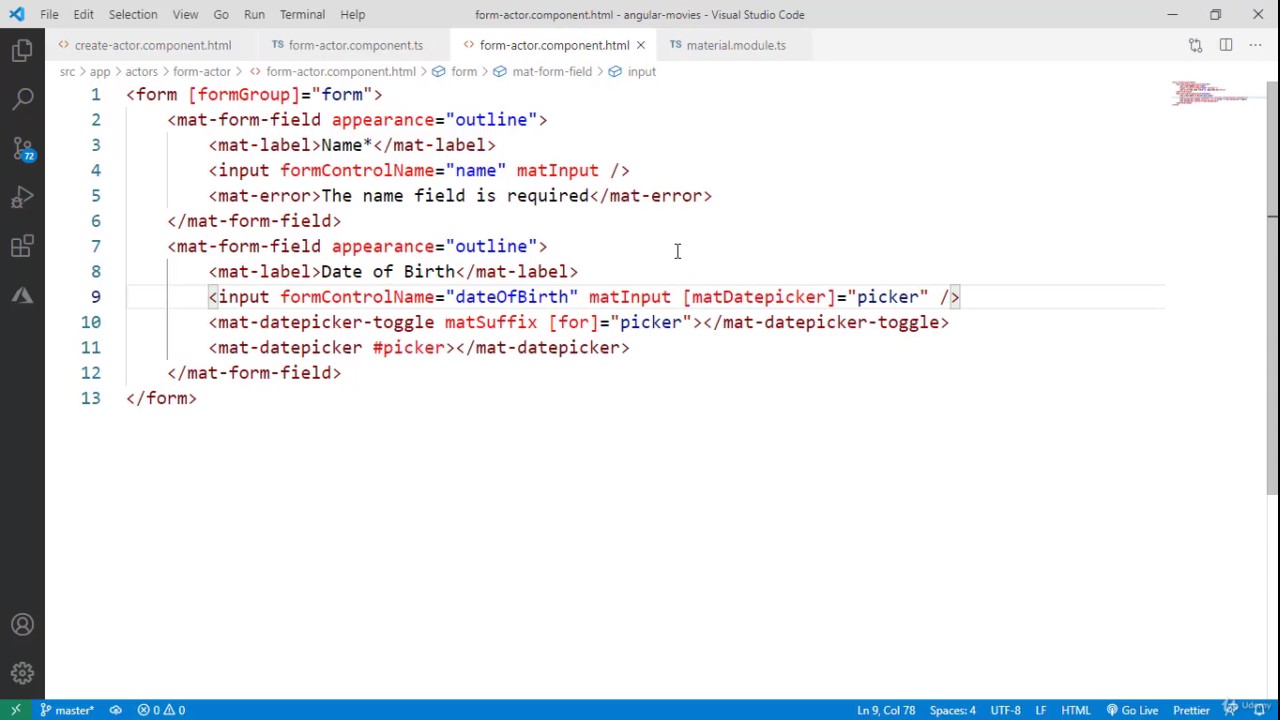 File Edit Selection View Go Run Terminal Help form-actor.component.html - angular-movies - Visual Studio Code
create-actor.component.html TS form-actor.component.ts form-actor.component.html TS material.module.ts
src > app > actors > form-actor > form-actor.component.html > form > mat-form-field > input
1 <form [formGroup]="form">
2 <mat-form-field appearance="outline">
3 <mat-label>Name*</mat-label>
4 <input formControlName="name" matInput />
5 <mat-error>The name field is required</mat-error>
6 </mat-form-field>
7 <mat-form-field appearance="outline">
8 <mat-label>Date of Birth</mat-label>
9 <input formControlName="dateOfBirth" matInput [matDatepicker]="picker" />
10 <mat-datepicker-toggle matSuffix [for]="picker"></mat-datepicker-toggle>
11 <mat-datepicker #picker></mat-datepicker>
12 </mat-form-field>
13 </form>
72
master* 0 0 Ln 9, Col 78 Spaces: 4 UTF-8 LF HTML Go Live Prettier
Udemy